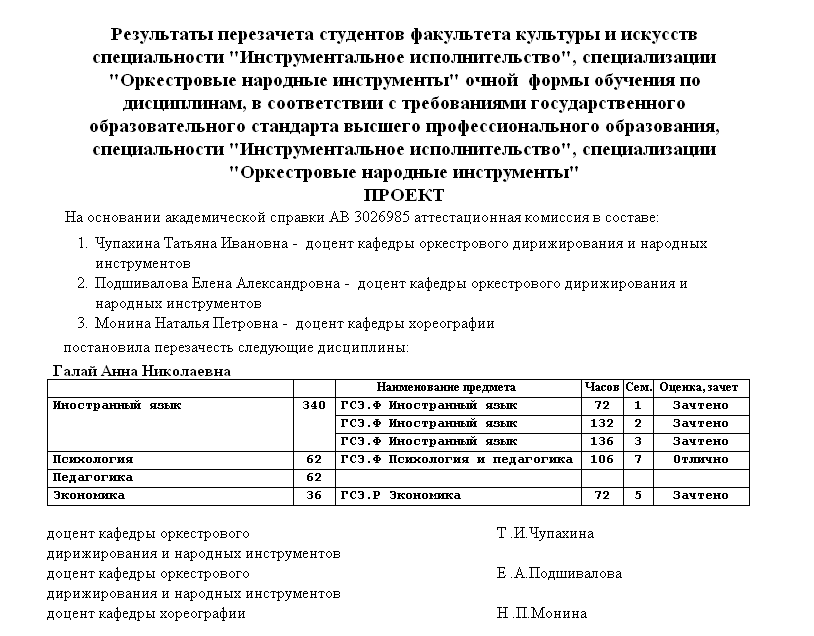 Результаты перезачета студентов факультета культуры и искусств
специальности "Инструментальное исполнительство", специализации
"Оркестровые народные инструменты" очной формы обучения по
дисциплинам, в соответствии с требованиями государственного
образовательного стандарта высшего профессионального образования,
специальности "Инструментальное исполнительство", специализации
"Оркестровые народные инструменты"
ПРОЕКТ
На основании академической справки АВ 3026985 аттестационная комиссия в составе:
1. Чупахина Татьяна Ивановна - доцент кафедры оркестрового дирижирования и народных
инструментов
2. Подшивалова Елена Александровна - доцент кафедры оркестрового дирижирования и
народных инструментов
3. Монина Наталья Петровна - доцент кафедры хореографии
постановила перезачесть следующие дисциплины:
Галай Анна Николаевна
Наименование предмета Часов Сем. Оценка, зачет
Иностранный язык 340 ГСЭ.Ф Иностранный язык 72 1 Зачтено
ГСЭ.Ф Иностранный язык 132 2 Зачтено
ГСЭ.Ф Иностранный язык 136 3 Зачтено
Психология 62 ГСЭ.Ф Психология и педагогика 106 7 Отлично
Педагогика 62
Экономика 36 ГСЭ.Р Экономика 72 5 Зачтено
доцент кафедры оркестрового Т .И.Чупахина
дирижирования и народных инструментов
доцент кафедры оркестрового Е .А.Подшивалова
дирижирования и народных инструментов
доцент кафедры хореографии Н .П.Монина